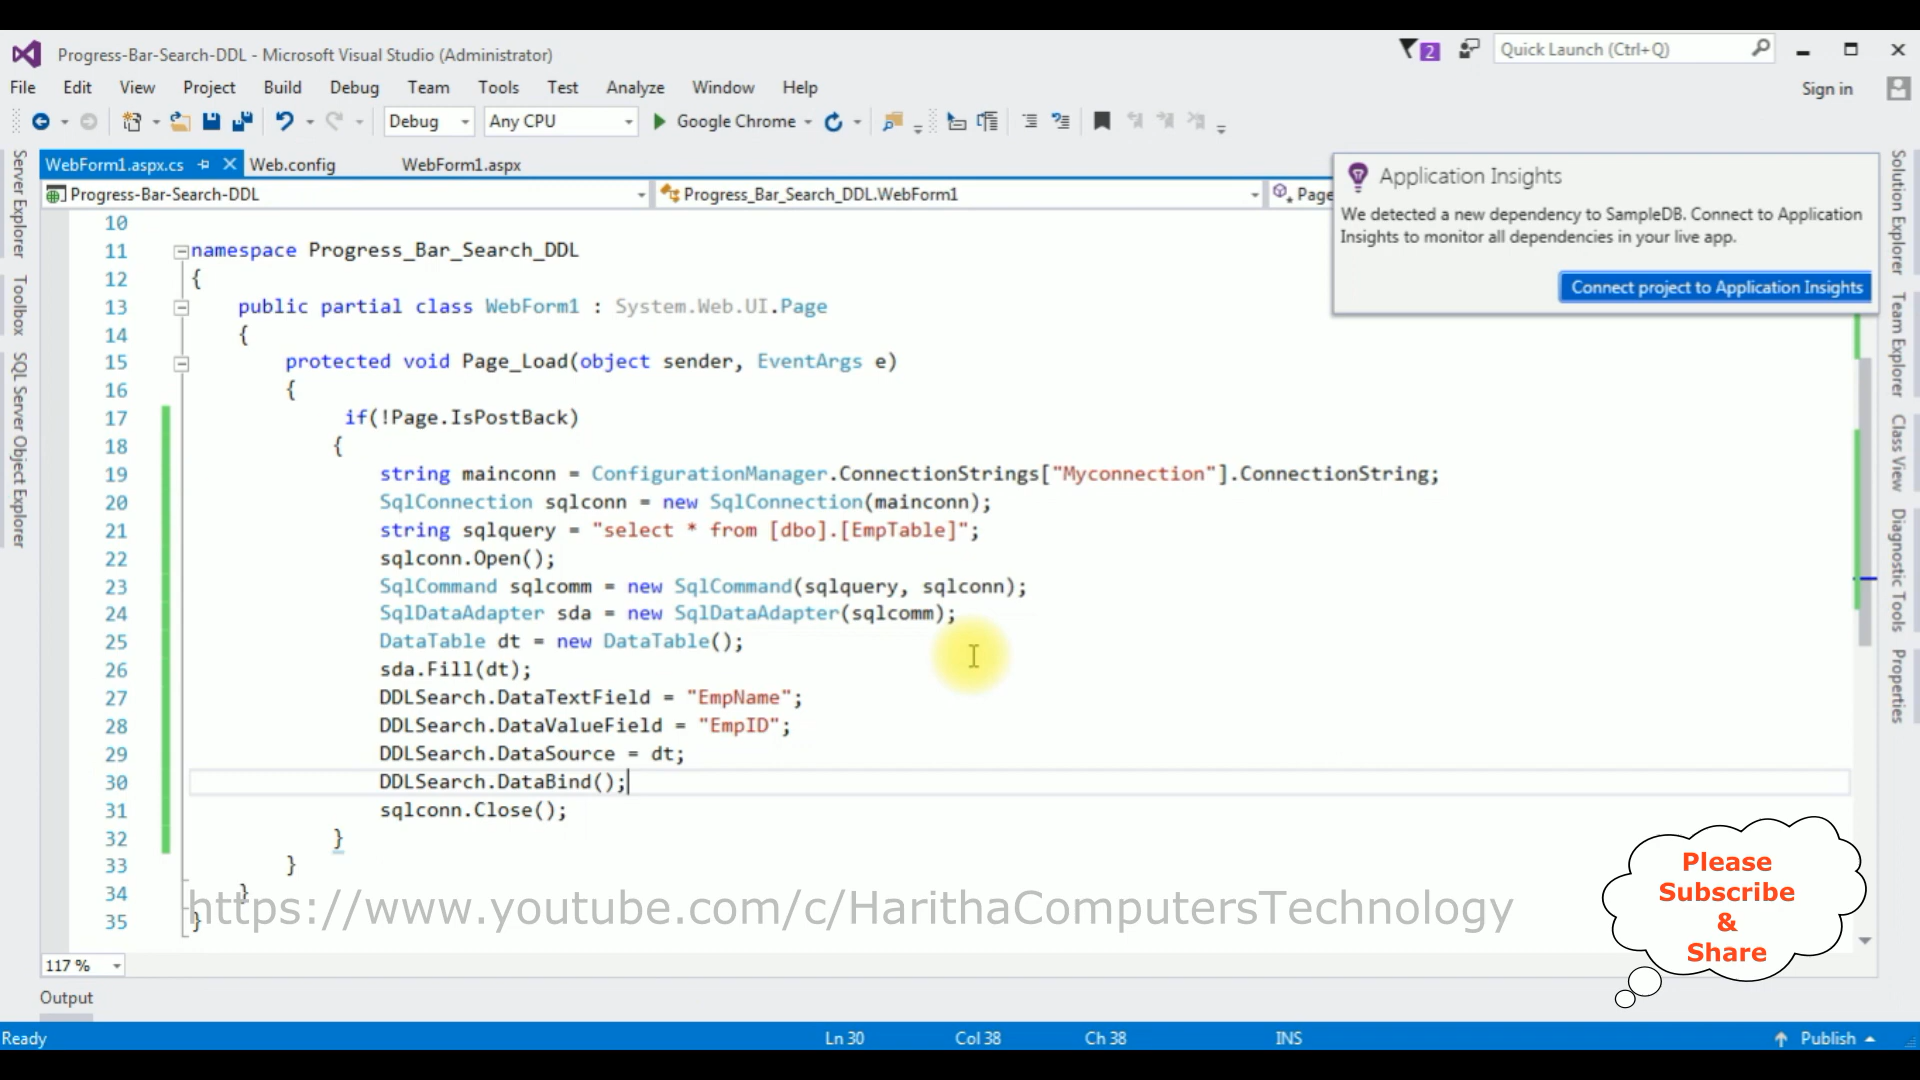 Progress-Bar-Search-DDL - Microsoft Visual Studio (Administrator)
2
Quick Launch (Ctrl+Q)
File Edit View Project Build Debug Team Tools Test Analyze Window Help
Sign in
Debug Any CPU Google Chrome
WebForm1.aspx.cs Web.config WebForm1.aspx
Progress-Bar-Search-DDL Progress_Bar_Search_DDL.WebForm1 Page
Application Insights
We detected a new dependency to SampleDB. Connect to Application
Insights to monitor all dependencies in your live app.
Connect project to Application Insights
Server Explorer
Toolbox
SQL Server Object Explorer
10
11 namespace Progress_Bar_Search_DDL
12 {
13 public partial class WebForm1 : System.Web.UI.Page
14 {
15 protected void Page_Load(object sender, EventArgs e)
16 {
17 if(!Page.IsPostBack)
18 {
19 string mainconn = ConfigurationManager.ConnectionStrings["Myconnection"].ConnectionString;
20 SqlConnection sqlconn = new SqlConnection(mainconn);
21 string sqlquery = "select * from [dbo].[EmpTable]";
22 sqlconn.Open();
23 SqlCommand sqlcomm = new SqlCommand(sqlquery, sqlconn);
24 SqlDataAdapter sda = new SqlDataAdapter(sqlcomm);
25 DataTable dt = new DataTable();
26 sda.Fill(dt);
27 DDLSearch.DataTextField = "EmpName";
28 DDLSearch.DataValueField = "EmpID";
29 DDLSearch.DataSource = dt;
30 DDLSearch.DataBind();
31 sqlconn.Close();
32 }
33 }
34 }
35 }
https://www.youtube.com/c/HarithaComputersTechnology
Solution Explorer
Team Explorer
Class View
Diagnostic Tools
Properties
Please
Subscribe
&
Share
117 %
Output
Ready Ln 30 Col 38 Ch 38 INS Publish